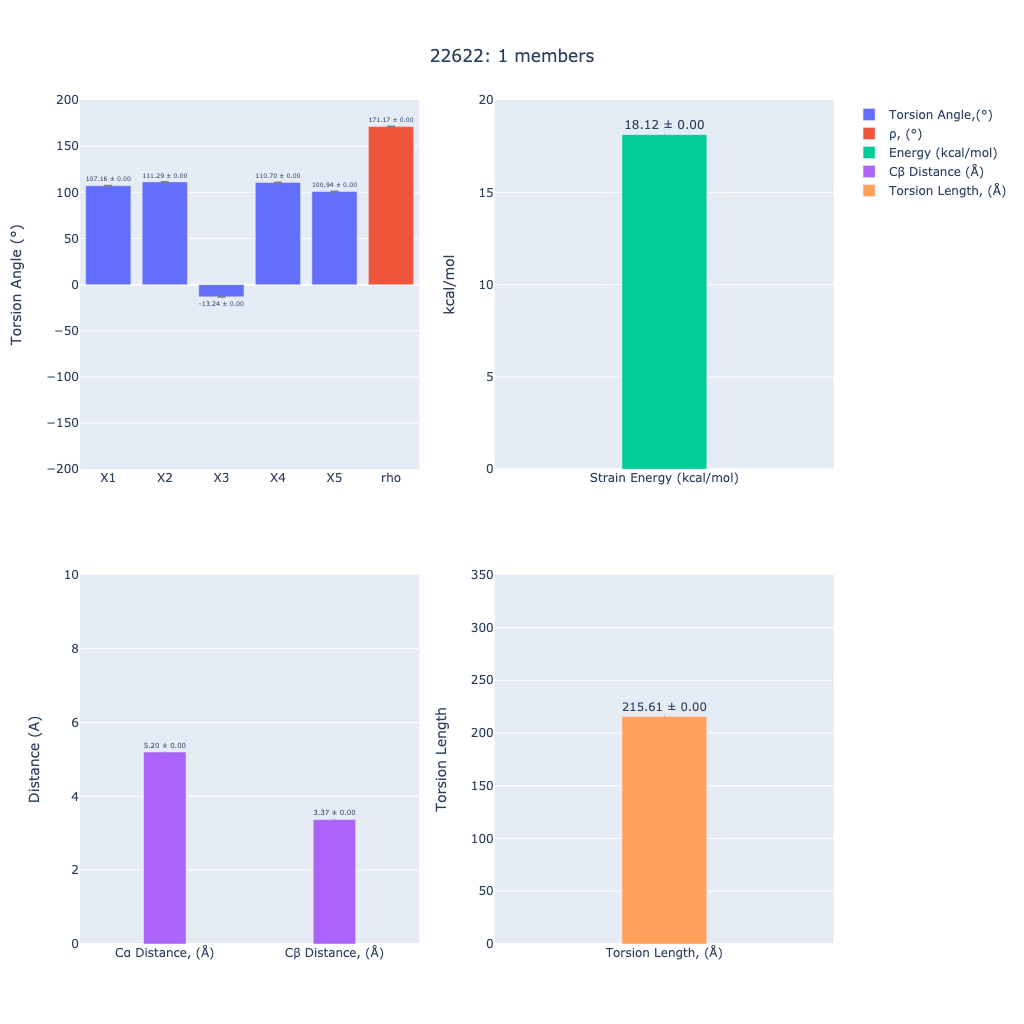 22622: 1 members
Torsion Angle (°)
200
150
100
50
0
−50
−100
−150
−200
107.16 ± 0.00
111.29 ± 0.00
-13.24 ± 0.00
110.70 ± 0.00
100.94 ± 0.00
171.17 ± 0.00
X1 X2 X3 X4 X5 rho
kcal/mol
20
15
10
5
0
18.12 ± 0.00
Strain Energy (kcal/mol)
Torsion Angle,(°)
ρ, (°)
Energy (kcal/mol)
Cβ Distance (Å)
Torsion Length, (Å)
Distance (A)
10
8
6
4
2
0
5.20 ± 0.00
3.37 ± 0.00
Cα Distance, (Å) Cβ Distance, (Å)
Torsion Length
350
300
250
200
150
100
50
0
215.61 ± 0.00
Torsion Length, (Å)